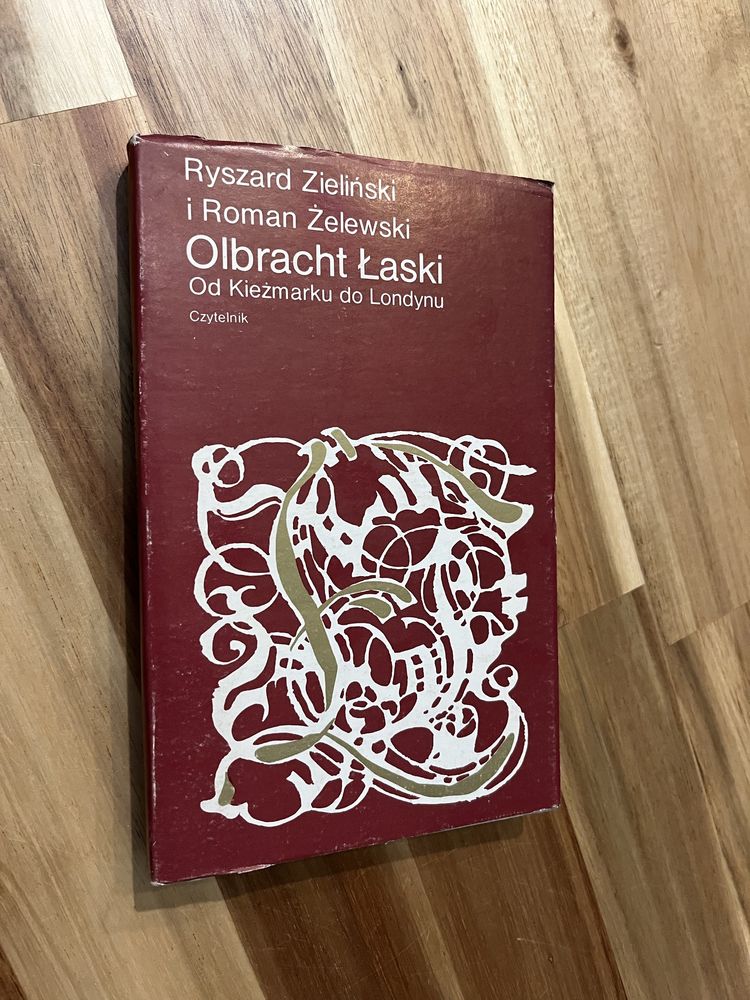 Ryszard Zieliński
i Roman Żelewski
Olbracht Łaski
Od Kieżmarku do Londynu
Czytelnik